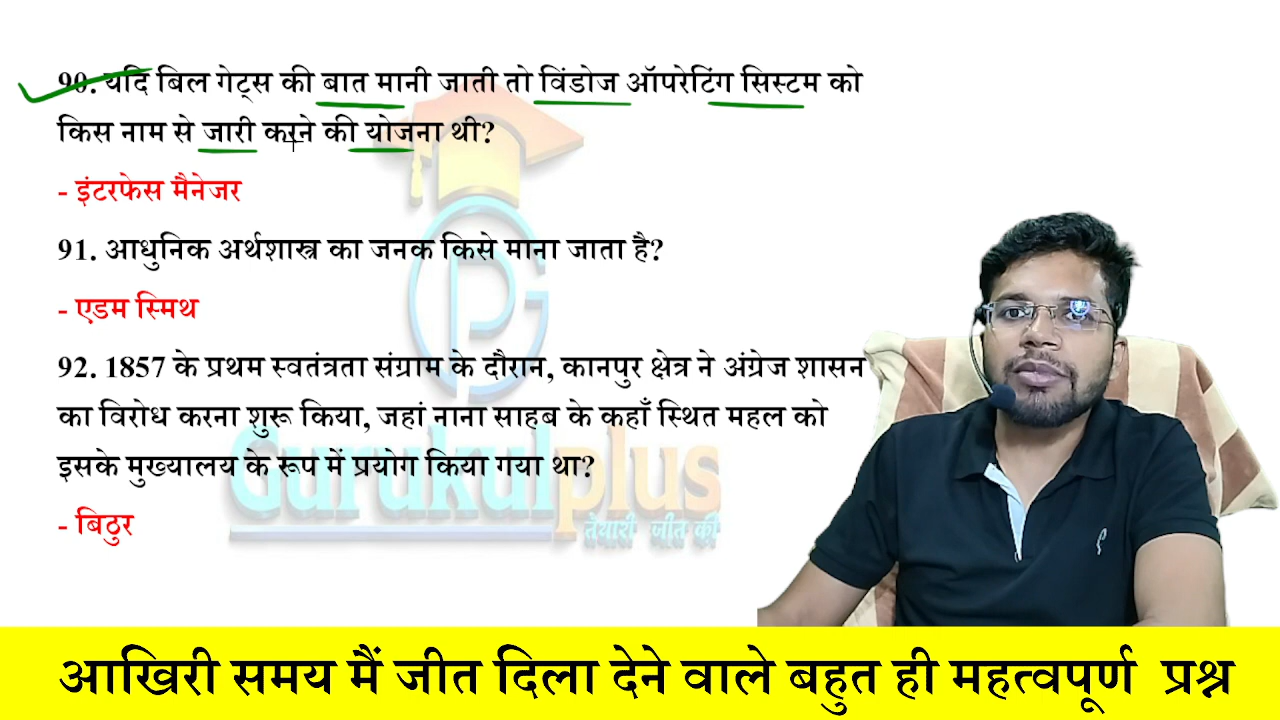 90. यदि बिल गेट्स की बात मानी जाती तो विंडोज ऑपरेटिंग सिस्टम को
किस नाम से जारी करने की योजना थी?
- इंटरफेस मैनेजर
91. आधुनिक अर्थशास्त्र का जनक किसे माना जाता है?
- एडम स्मिथ
92. 1857 के प्रथम स्वतंत्रता संग्राम के दौरान, कानपुर क्षेत्र ने अंग्रेज शासन
का विरोध करना शुरू किया, जहां नाना साहब के कहाँ स्थित महल को
इसके मुख्यालय के रूप में प्रयोग किया गया था?
Gurukulplus
तैयारी जीत की
- बिठुर
आखिरी समय मैं जीत दिला देने वाले बहुत ही महत्वपूर्ण प्रश्न